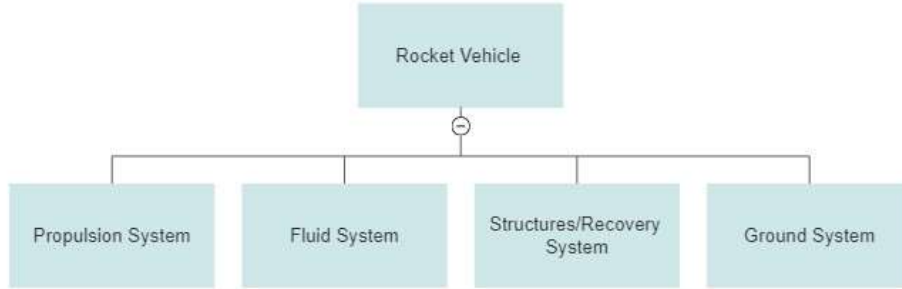 Rocket Vehicle
Propulsion System
Fluid System
Structures/Recovery
System
Ground System